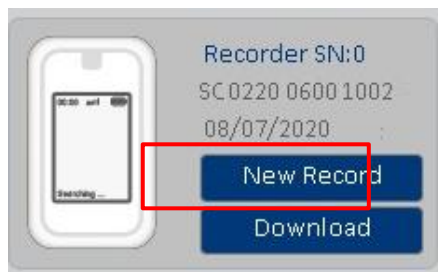 Recorder SN:0
SC0220 0600 1002
08/07/2020 :
New Record
Download
00:00
Searching ...